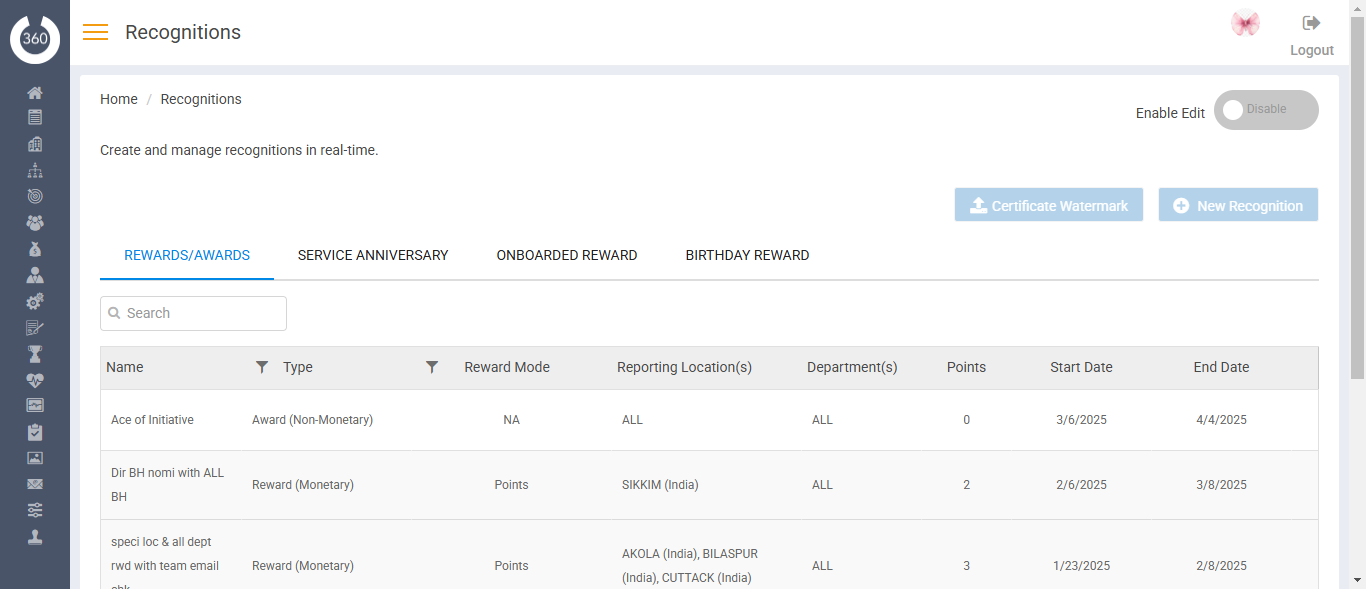 360
Recognitions
Logout
Home / Recognitions
Enable Edit Disable
Create and manage recognitions in real-time.
Certificate Watermark New Recognition
REWARDS/AWARDS SERVICE ANNIVERSARY ONBOARDED REWARD BIRTHDAY REWARD
Search
Name Type Reward Mode Reporting Location(s) Department(s) Points Start Date End Date
Ace of Initiative Award (Non-Monetary) NA ALL ALL 0 3/6/2025 4/4/2025
Dir BH nomi with ALL
BH
Reward (Monetary) Points SIKKIM (India) ALL 2 2/6/2025 3/8/2025
speci loc & all dept
rwd with team email
Reward (Monetary) Points
AKOLA (India), BILASPUR
(India), CUTTACK (India)
ALL 3 1/23/2025 2/8/2025